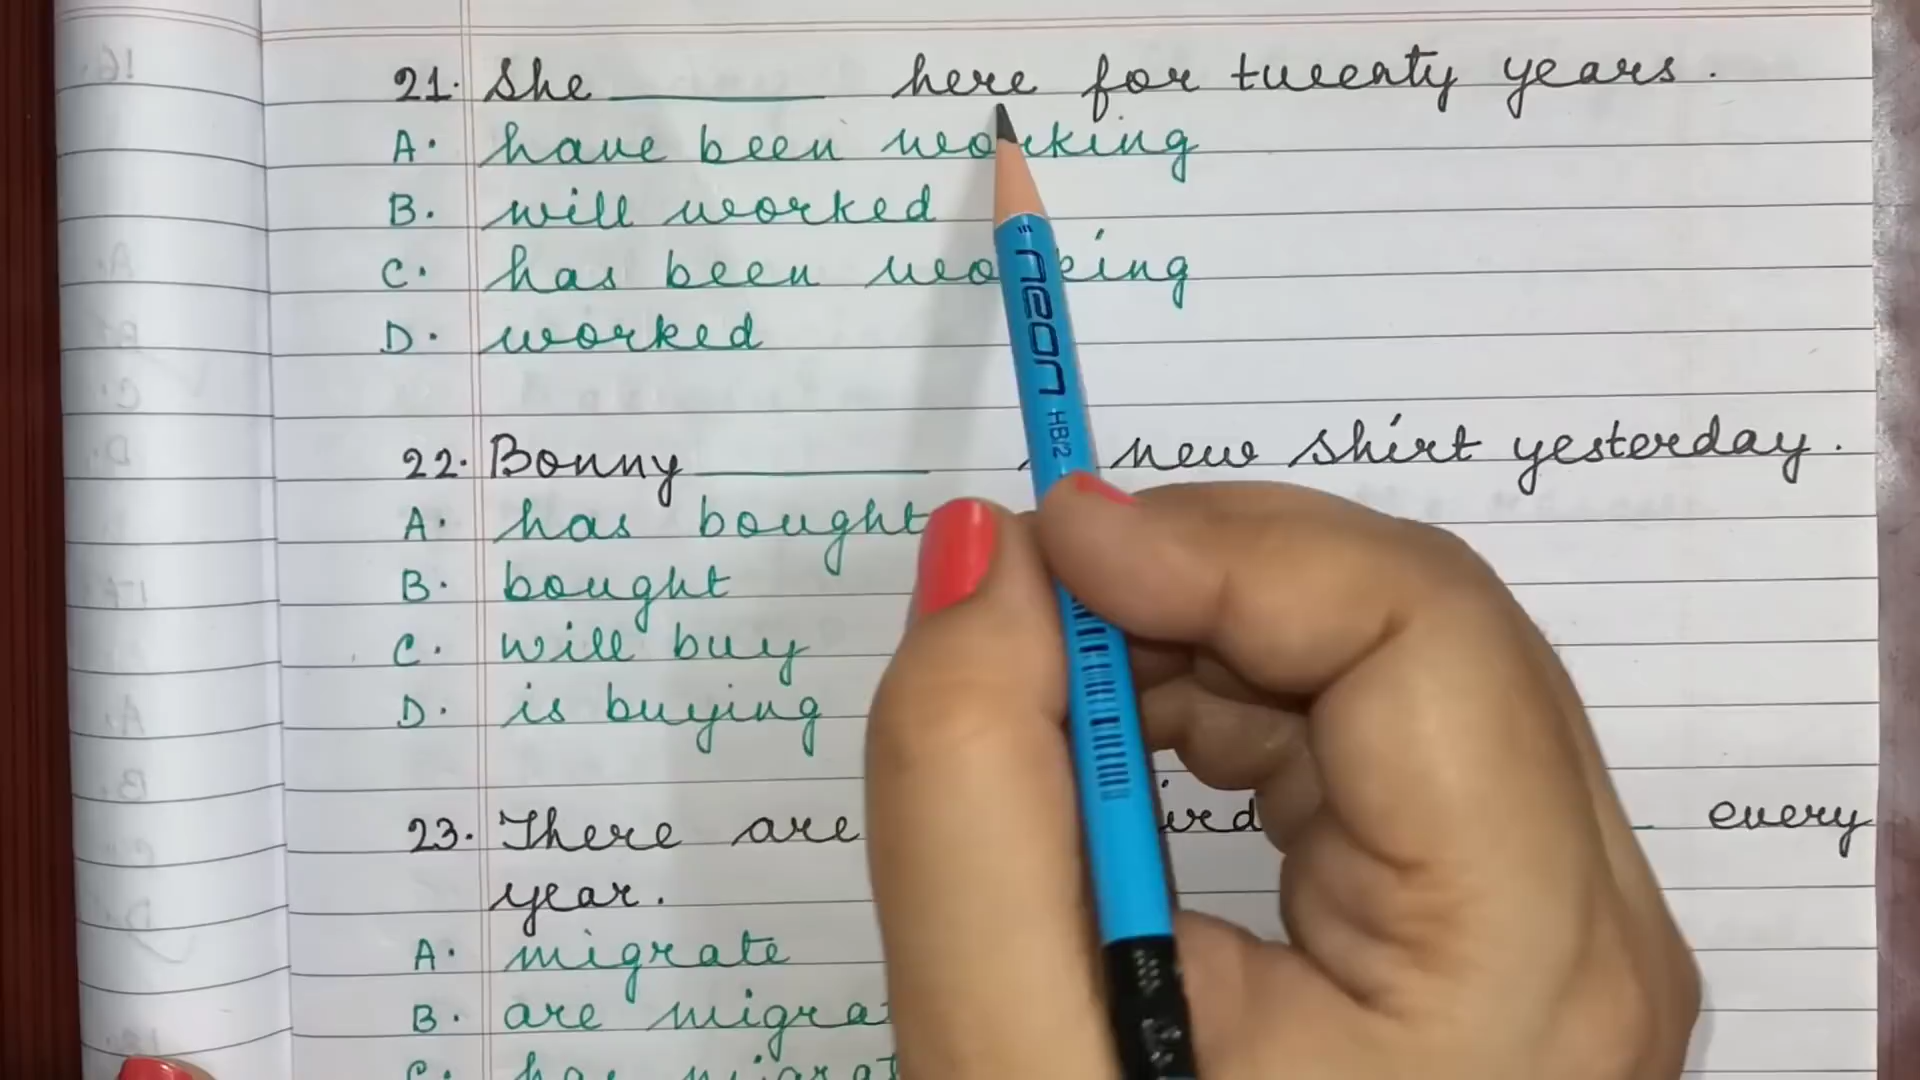 21. She ______ here for twenty years.
A. have been working
B. will worked
C. has been working
D. worked
22. Bonny ______ new shirt yesterday.
A. has bought
B. bought
C. will buy
D. is buying
23. There are ______ every
year.
A. migrate
B. are
C.
neon HB/2